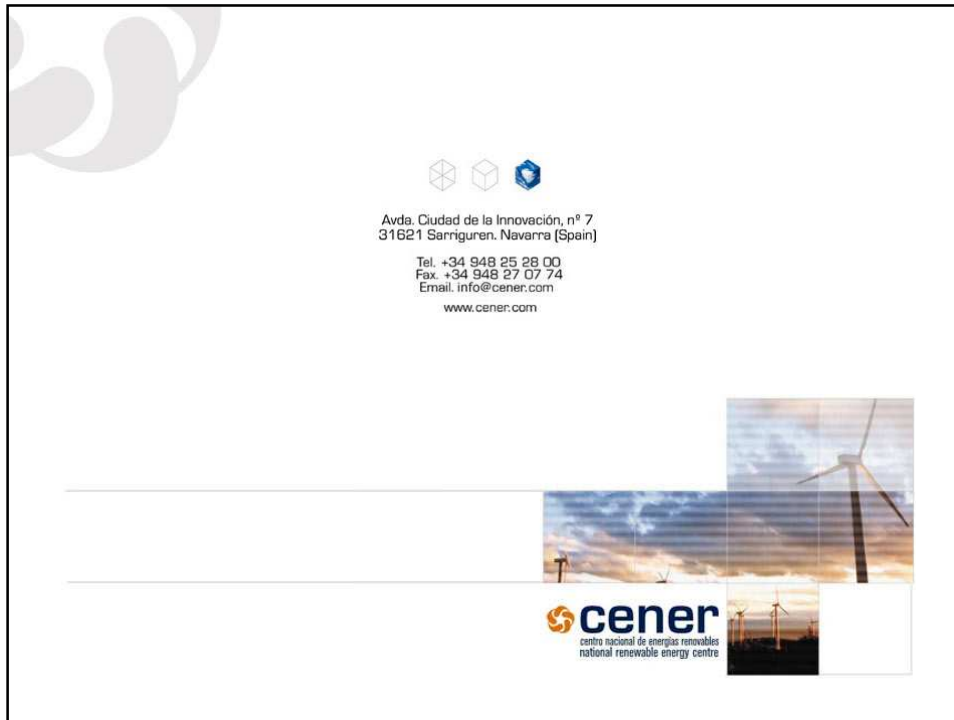 Avda. Ciudad de la Innovación, nº 7
31621 Sarriguren. Navarra (Spain)
Tel. +34 948 25 28 00
Fax. +34 948 27 07 74
Email. info@cener.com
www.cener.com
cener
centro nacional de energías renovables
national renewable energy centre